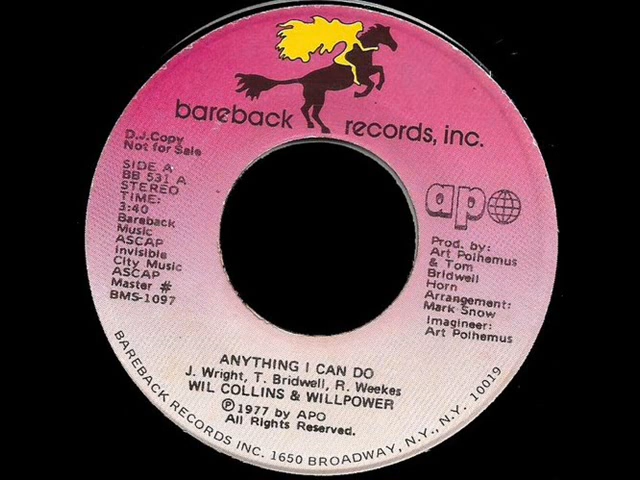 bareback records, inc.
D.J.Copy
Not for Sale
SIDE A
BB 531 A
STEREO
TIME:
3:40
Bareback
Music
ASCAP
Invisible
City Music
ASCAP
Master #
BMS-1097
apo
Prod. by:
Art Polhemus
& Tom
Bridwell
Horn
Arrangement:
Mark Snow
Imagineer:
Art Polhemus
ANYTHING I CAN DO
J. Wright, T. Bridwell, R. Weekes
WIL COLLINS & WILLPOWER
Ⓟ1977 by APO
All Rights Reserved.
BAREBACK RECORDS INC. 1650 BROADWAY, N.Y., N.Y. 10019